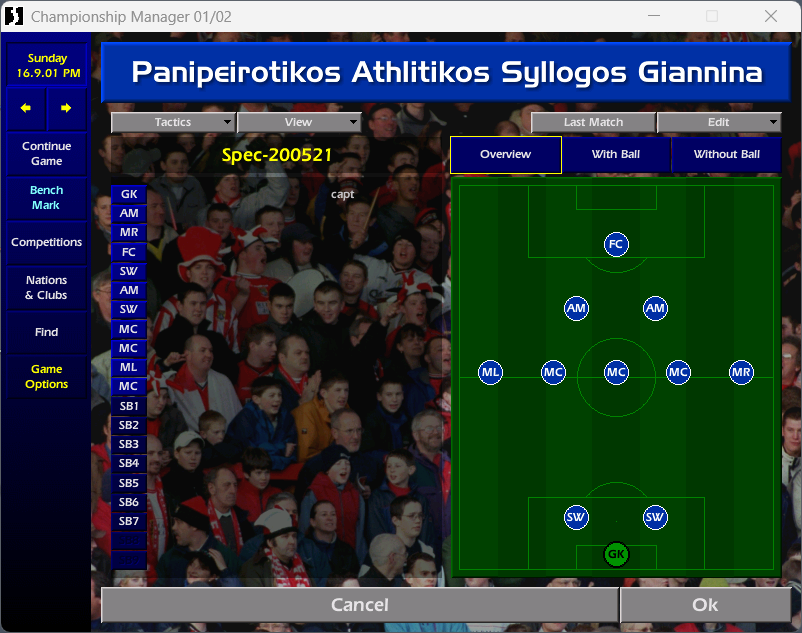 Championship Manager 01/02
Sunday
16.9.01 PM
Panipeirotikos Athlitikos Syllogos Giannina
Continue
Game
Bench
Mark
Competitions
Nations
& Clubs
Find
Game
Options
Tactics
View
Last Match
Edit
Spec-200521
Overview
With Ball
Without Ball
GK
capt
AM
MR
FC
SW
AM
SW
MC
MC
ML
MC
SB1
SB2
SB3
SB4
SB5
SB6
SB7
FC
AM
AM
ML
MC
MC
MC
MR
SW
SW
GK
Cancel
Ok